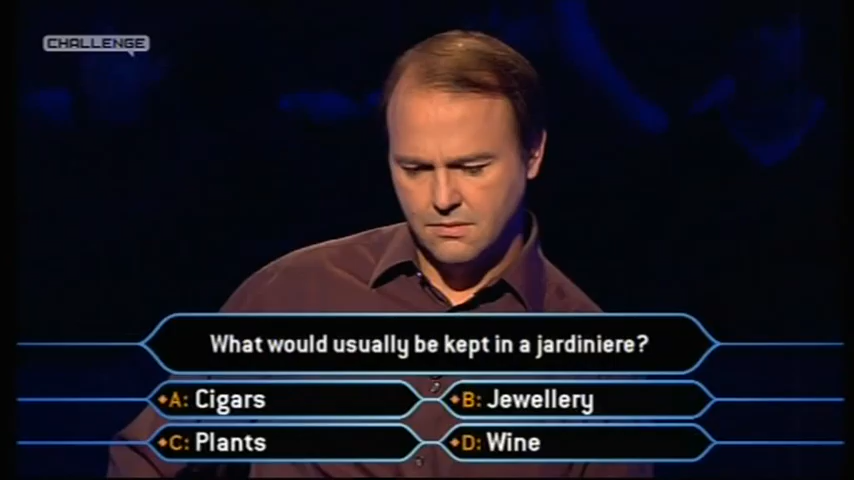 CHALLENGE
What would usually be kept in a jardiniere?
A: Cigars
B: Jewellery
C: Plants
D: Wine